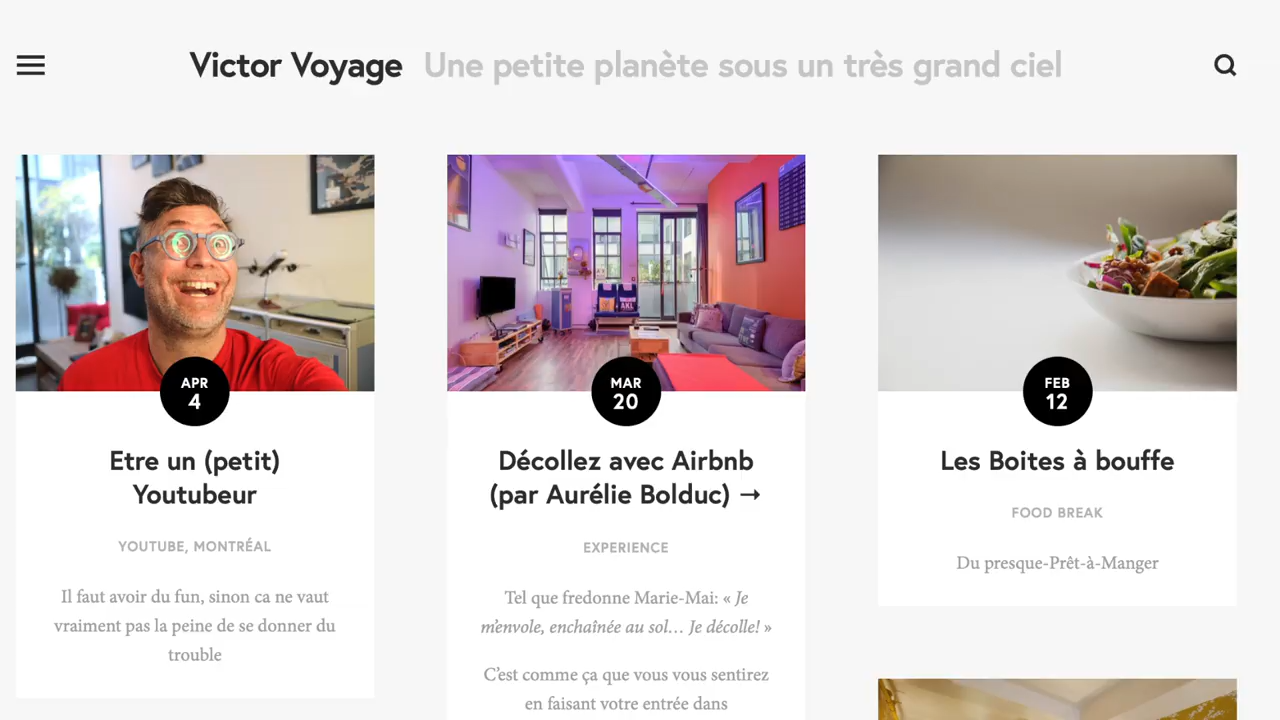 Victor Voyage Une petite planète sous un très grand ciel
APR
4
Etre un (petit)
Youtubeur
YOUTUBE, MONTRÉAL
Il faut avoir du fun, sinon ca ne vaut
vraiment pas la peine de se donner du
trouble
AKL
MAR
20
Décollez avec Airbnb
(par Aurélie Bolduc) →
EXPERIENCE
Tel que fredonne Marie-Mai: « Je
m'envole, enchaînée au sol… Je décolle! »
C'est comme ça que vous vous sentirez
en faisant votre entrée dans
FEB
12
Les Boites à bouffe
FOOD BREAK
Du presque-Prêt-à-Manger